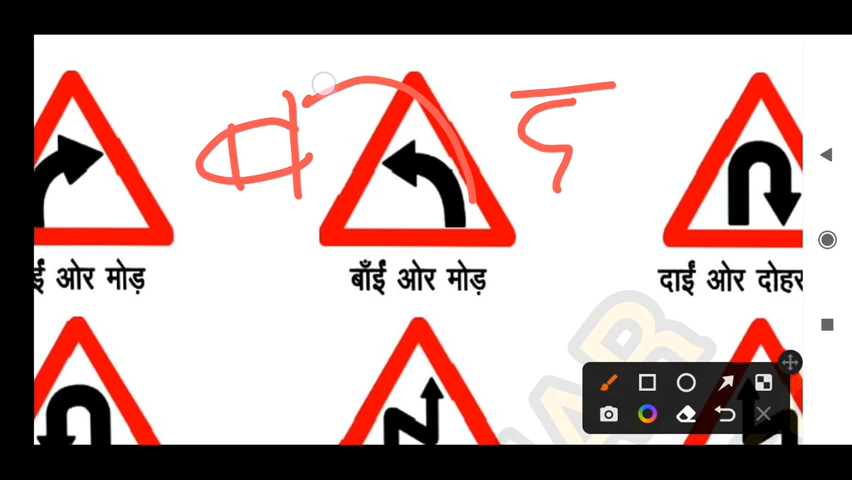 ब द
ईं ओर मोड़ बाँईं ओर मोड़ दाईं ओर दोहर